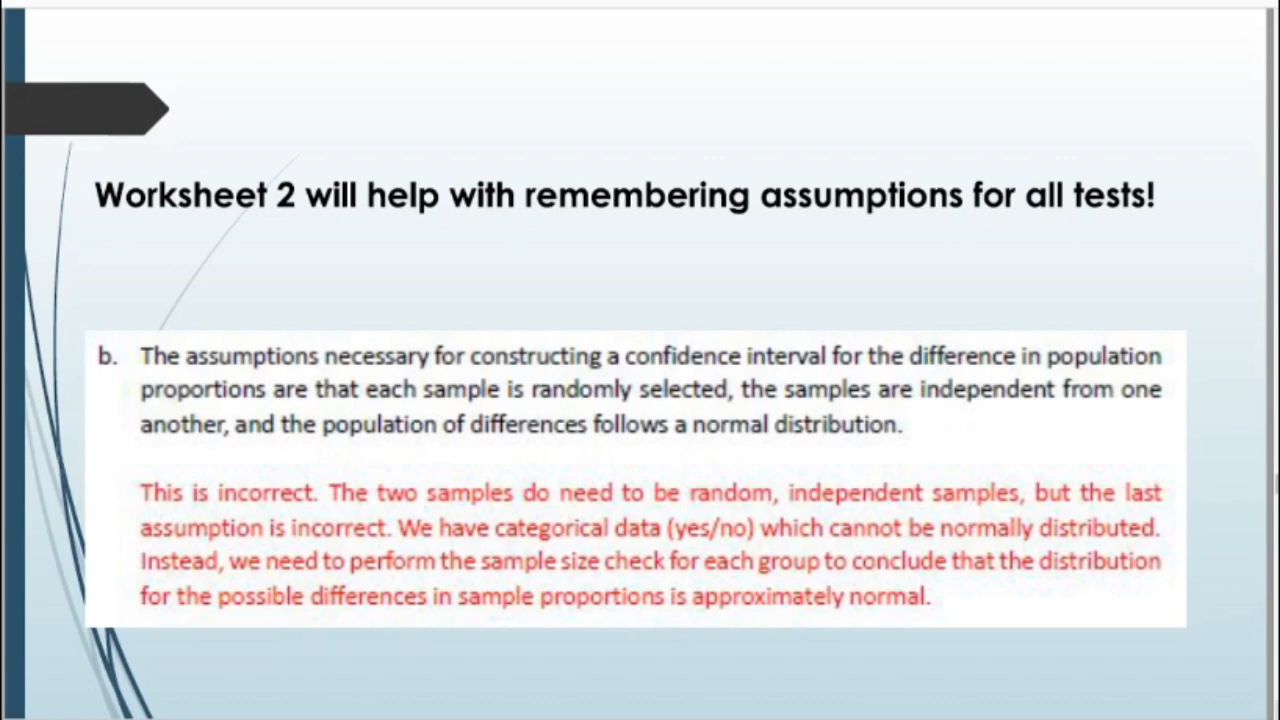 Worksheet 2 will help with remembering assumptions for all tests!
b. The assumptions necessary for constructing a confidence interval for the difference in population
proportions are that each sample is randomly selected, the samples are independent from one
another, and the population of differences follows a normal distribution.
This is incorrect. The two samples do need to be random, independent samples, but the last
assumption is incorrect. We have categorical data (yes/no) which cannot be normally distributed.
Instead, we need to perform the sample size check for each group to conclude that the distribution
for the possible differences in sample proportions is approximately normal.